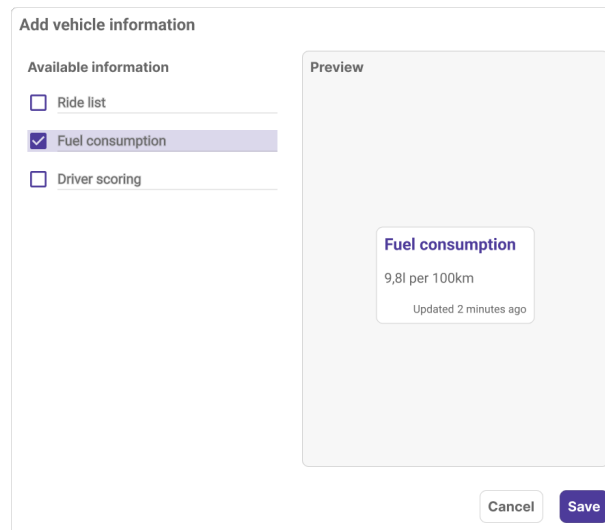 Add vehicle information
Available information
Ride list
Fuel consumption
Driver scoring
Preview
Fuel consumption
9,8l per 100km
Updated 2 minutes ago
Cancel
Save